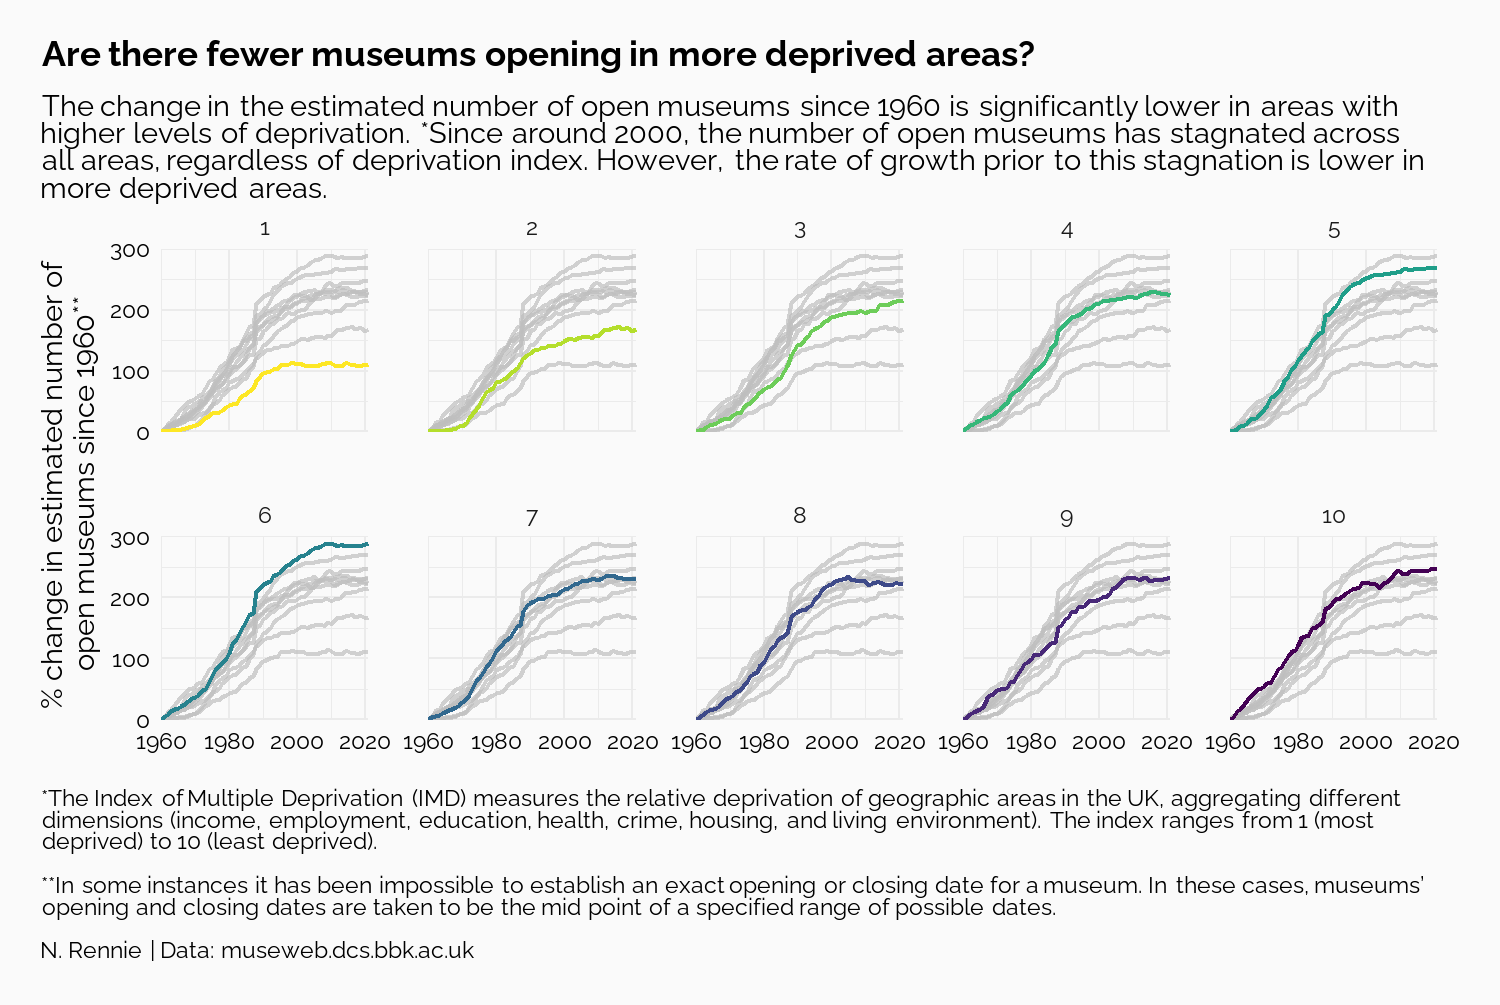 Are there fewer museums opening in more deprived areas?
The change in the estimated number of open museums since 1960 is significantly lower in areas with
higher levels of deprivation. *Since around 2000, the number of open museums has stagnated across
all areas, regardless of deprivation index. However, the rate of growth prior to this stagnation is lower in
more deprived areas.
% change in estimated number of
open museums since 1960**
1 2 3 4 5
300
200
100
0
6 7 8 9 10
300
200
100
0
1960 1980 2000 2020 1960 1980 2000 2020 1960 1980 2000 2020 1960 1980 2000 2020 1960 1980 2000 2020
*The Index of Multiple Deprivation (IMD) measures the relative deprivation of geographic areas in the UK, aggregating different
dimensions (income, employment, education, health, crime, housing, and living environment). The index ranges from 1 (most
deprived) to 10 (least deprived).
**In some instances it has been impossible to establish an exact opening or closing date for a museum. In these cases, museums’
opening and closing dates are taken to be the mid point of a specified range of possible dates.
N. Rennie | Data: museweb.dcs.bbk.ac.uk